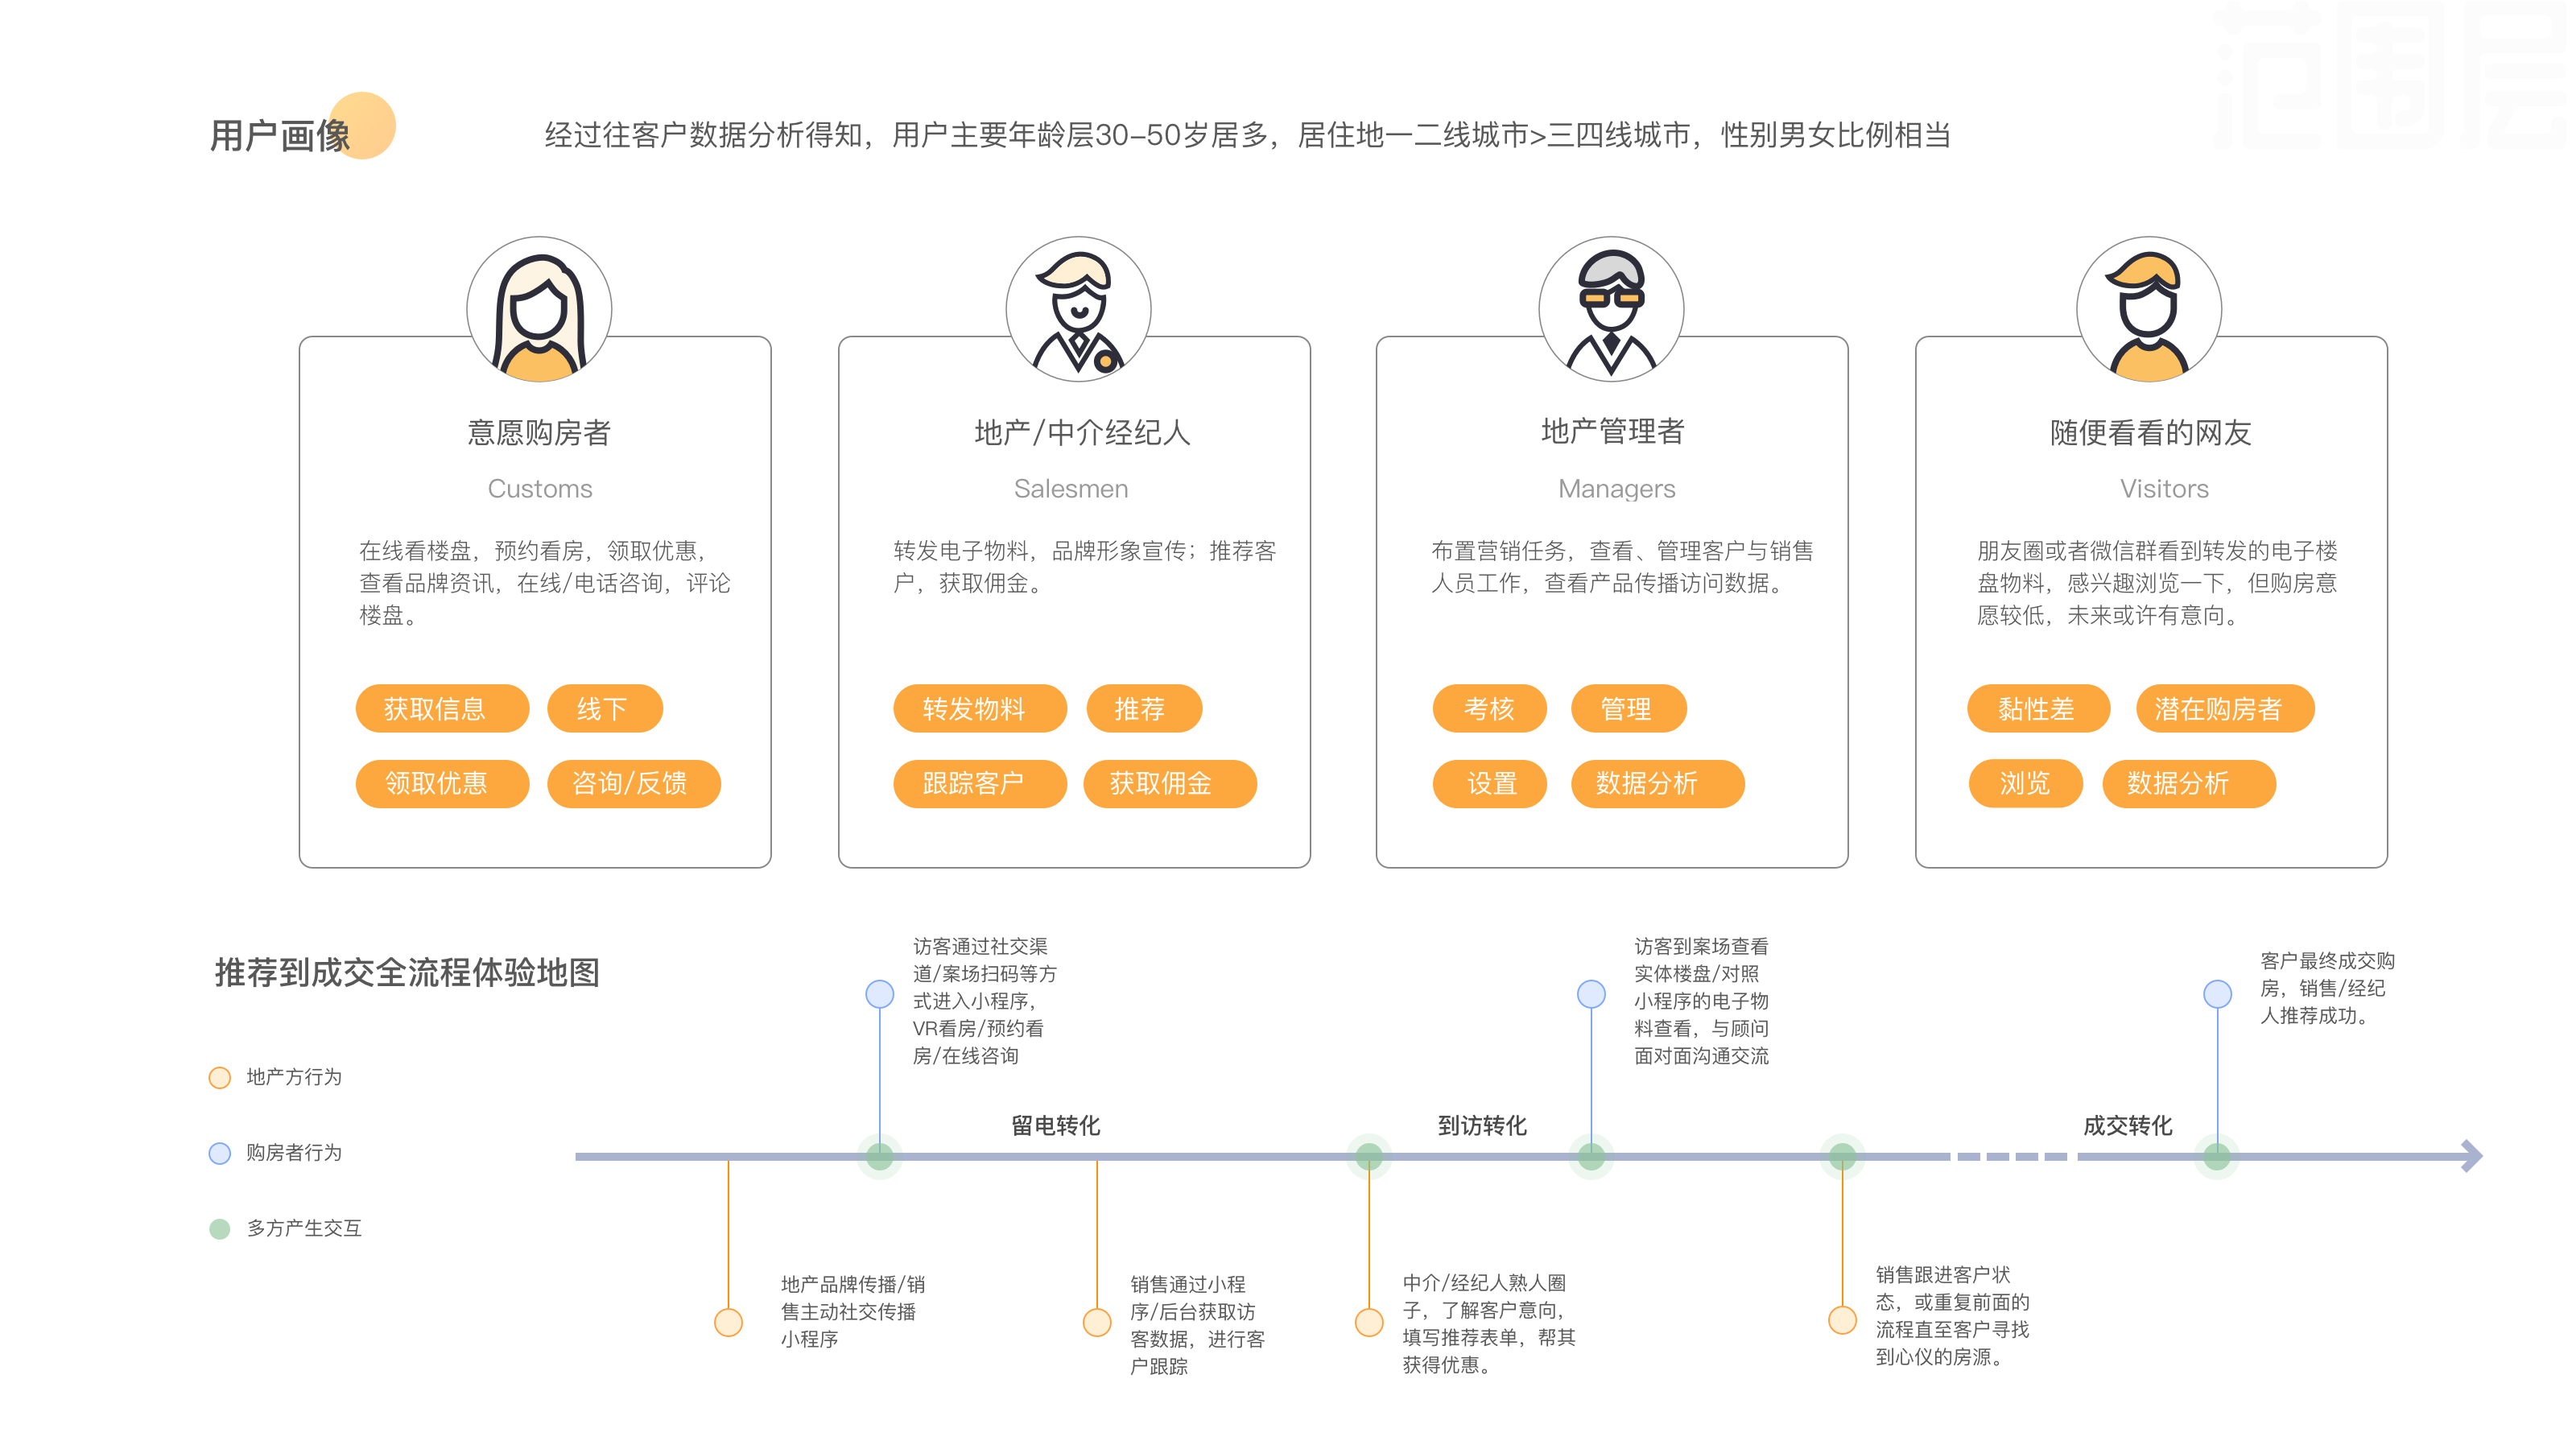 范围层
用户画像
经过往客户数据分析得知，用户主要年龄层30-50岁居多，居住地一二线城市>三四线城市，性别男女比例相当
意愿购房者
Customs
在线看楼盘，预约看房，领取优惠，
查看品牌资讯，在线/电话咨询，评论
楼盘。
获取信息
线下
领取优惠
咨询/反馈
地产/中介经纪人
Salesmen
转发电子物料，品牌形象宣传；推荐客
户，获取佣金。
转发物料
推荐
跟踪客户
获取佣金
地产管理者
Managers
布置营销任务，查看、管理客户与销售
人员工作，查看产品传播访问数据。
考核
管理
设置
数据分析
随便看看的网友
Visitors
朋友圈或者微信群看到转发的电子楼
盘物料，感兴趣浏览一下，但购房意
愿较低，未来或许有意向。
黏性差
潜在购房者
浏览
数据分析
推荐到成交全流程体验地图
地产方行为
购房者行为
多方产生交互
访客通过社交渠
道/案场扫码等方
式进入小程序，
VR看房/预约看
房/在线咨询
访客到案场查看
实体楼盘/对照
小程序的电子物
料查看，与顾问
面对面沟通交流
客户最终成交购
房，销售/经纪
人推荐成功。
留电转化
到访转化
成交转化
地产品牌传播/销
售主动社交传播
小程序
销售通过小程
序/后台获取访
客数据，进行客
户跟踪
中介/经纪人熟人圈
子，了解客户意向，
填写推荐表单，帮其
获得优惠。
销售跟进客户状
态，或重复前面的
流程直至客户寻找
到心仪的房源。